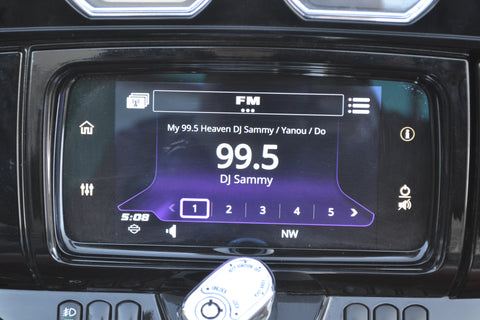 FM
My 99.5 Heaven DJ Sammy / Yanou / Do
99.5
DJ Sammy
< 1 2 3 4 5 >
5:08
NW